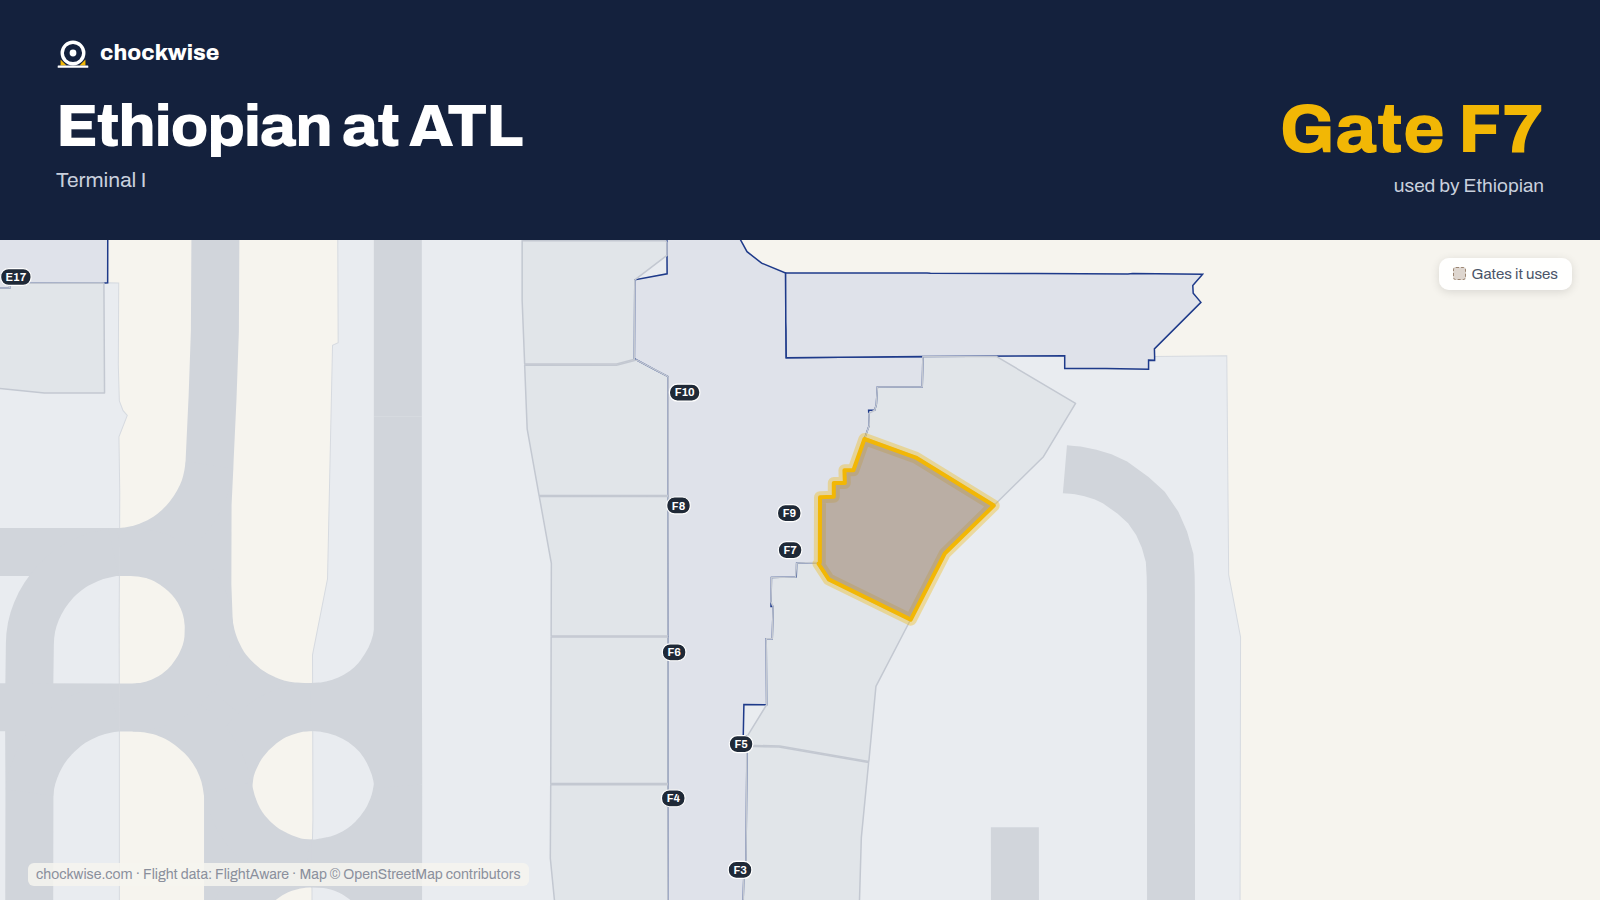 chockwise
Ethiopian at ATL
Terminal I
Gate F7
used by Ethiopian
E17
Gates it uses
F10
F8
F9
F7
F6
F5
F4
F3
chockwise.com · Flight data: FlightAware · Map © OpenStreetMap contributors